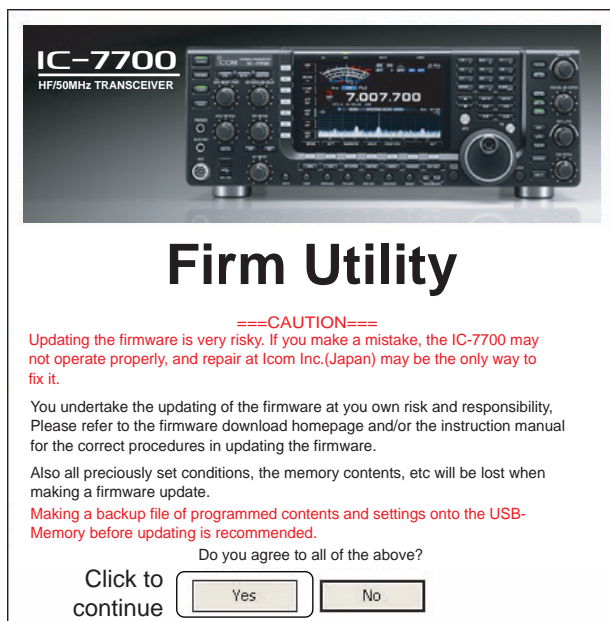 IC-7700
HF/50MHz TRANSCEIVER
ICOM
IC-7700
7.007.700
Firm Utility
===CAUTION===
Updating the firmware is very risky. If you make a mistake, the IC-7700 may
not operate properly, and repair at Icom Inc.(Japan) may be the only way to
fix it.
You undertake the updating of the firmware at you own risk and responsibility,
Please refer to the firmware download homepage and/or the instruction manual
for the correct procedures in updating the firmware.
Also all preciously set conditions, the memory contents, etc will be lost when
making a firmware update.
Making a backup file of programmed contents and settings onto the USB-
Memory before updating is recommended.
Do you agree to all of the above?
Click to
continue
Yes
No